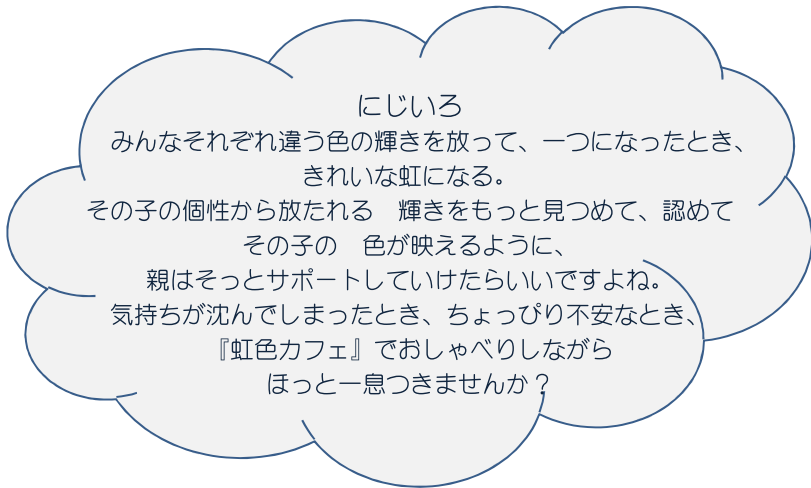 にじいろ
みんなそれぞれ違う色の輝きを放って、一つになったとき、
きれいな虹になる。
その子の個性から放たれる　輝きをもっと見つめて、認めて
その子の　色が映えるように、
親はそっとサポートしていけたらいいですよね。
気持ちが沈んでしまったとき、ちょっぴり不安なとき、
『虹色カフェ』でおしゃべりしながら
ほっと一息つきませんか？